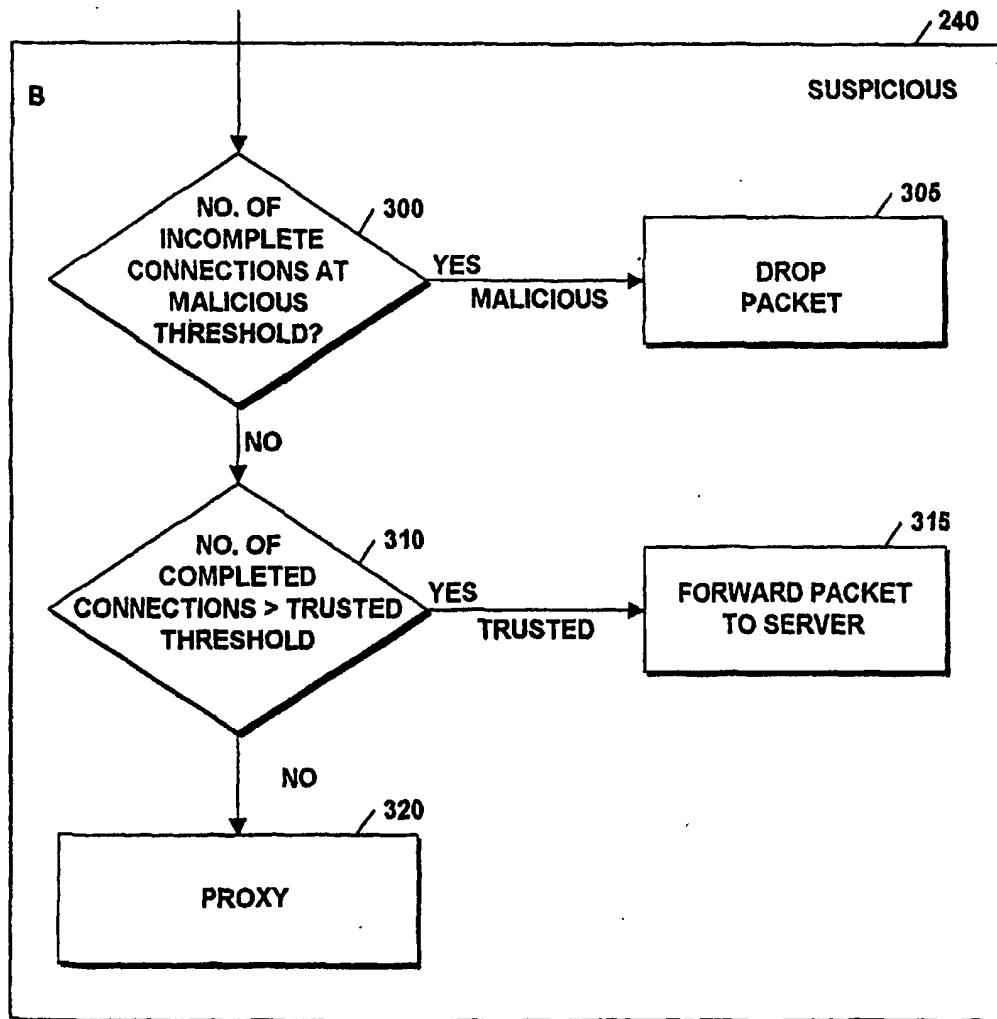 240
B
SUSPICIOUS
NO. OF
INCOMPLETE
CONNECTIONS AT
MALICIOUS
THRESHOLD?
300
YES
MALICIOUS
305
DROP
PACKET
NO
NO. OF
COMPLETED
CONNECTIONS > TRUSTED
THRESHOLD
310
YES
TRUSTED
315
FORWARD PACKET
TO SERVER
NO
320
PROXY